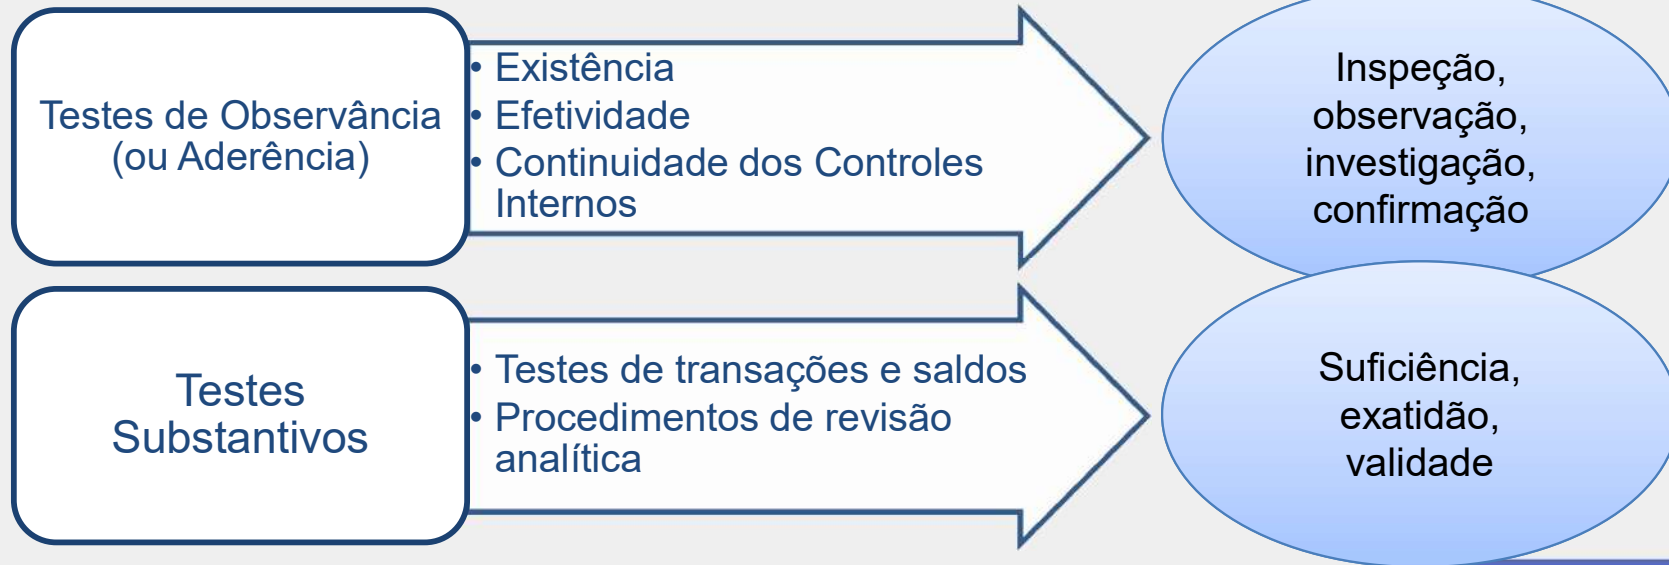 Testes de Observância
(ou Aderência)
• Existência
• Efetividade
• Continuidade dos Controles
Internos
Inspeção,
observação,
investigação,
confirmação
Testes
Substantivos
• Testes de transações e saldos
• Procedimentos de revisão
analítica
Suficiência,
exatidão,
validade